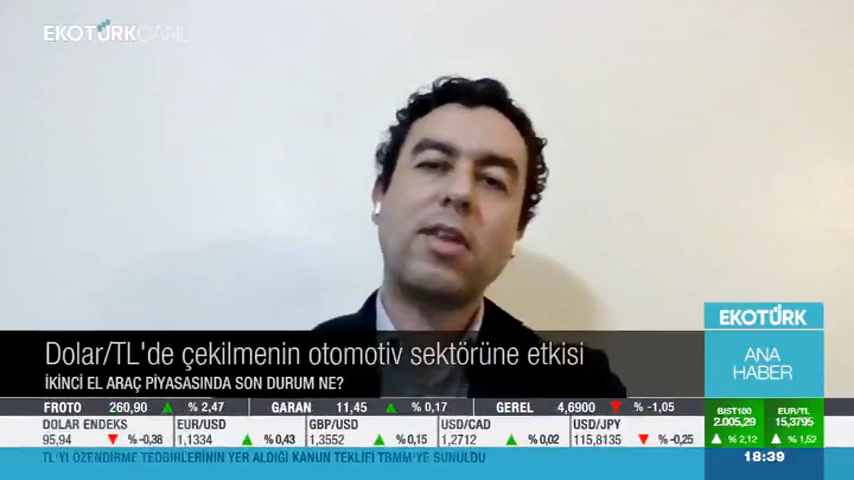 EKOTÜRK CANLI
Dolar/TL'de çekilmenin otomotiv sektörüne etkisi
İKİNCİ EL ARAÇ PİYASASINDA SON DURUM NE?
EKOTÜRK
ANA
HABER
FROTO 260,90 % 2,47 GARAN 11,45 % 0,17 GEREL 4,6900 % -1,05
DOLAR ENDEKS EUR/USD GBP/USD USD/CAD USD/JPY
95,94 % -0,38 1,1334 % 0,43 1,3552 % 0,15 1,2712 % 0,02 115,8135 % -0,25
BIST100 EUR/TL
2.005,29 15,3795
% 2,12 % 1,52
TL'Yİ ÖZENDİRME TEDBİRLERİNİN YER ALDIĞI KANUN TEKLİFİ TBMM'YE SUNULDU
18:39